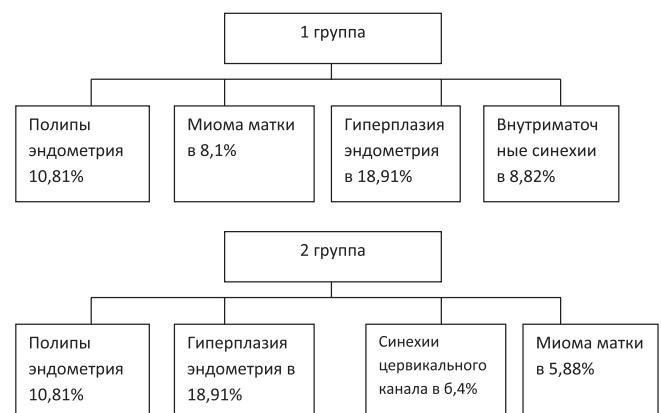 1 группа
Полипы
эндометрия
10,81%
Миома матки
в 8,1%
Гиперплазия
эндометрия
в 18,91%
Внутриматоч
ные синехии
в 8,82%
2 группа
Полипы
эндометрия
10,81%
Гиперплазия
эндометрия в
18,91%
Синехии
цервикального
канала в б,4%
Миома матки
в 5,88%